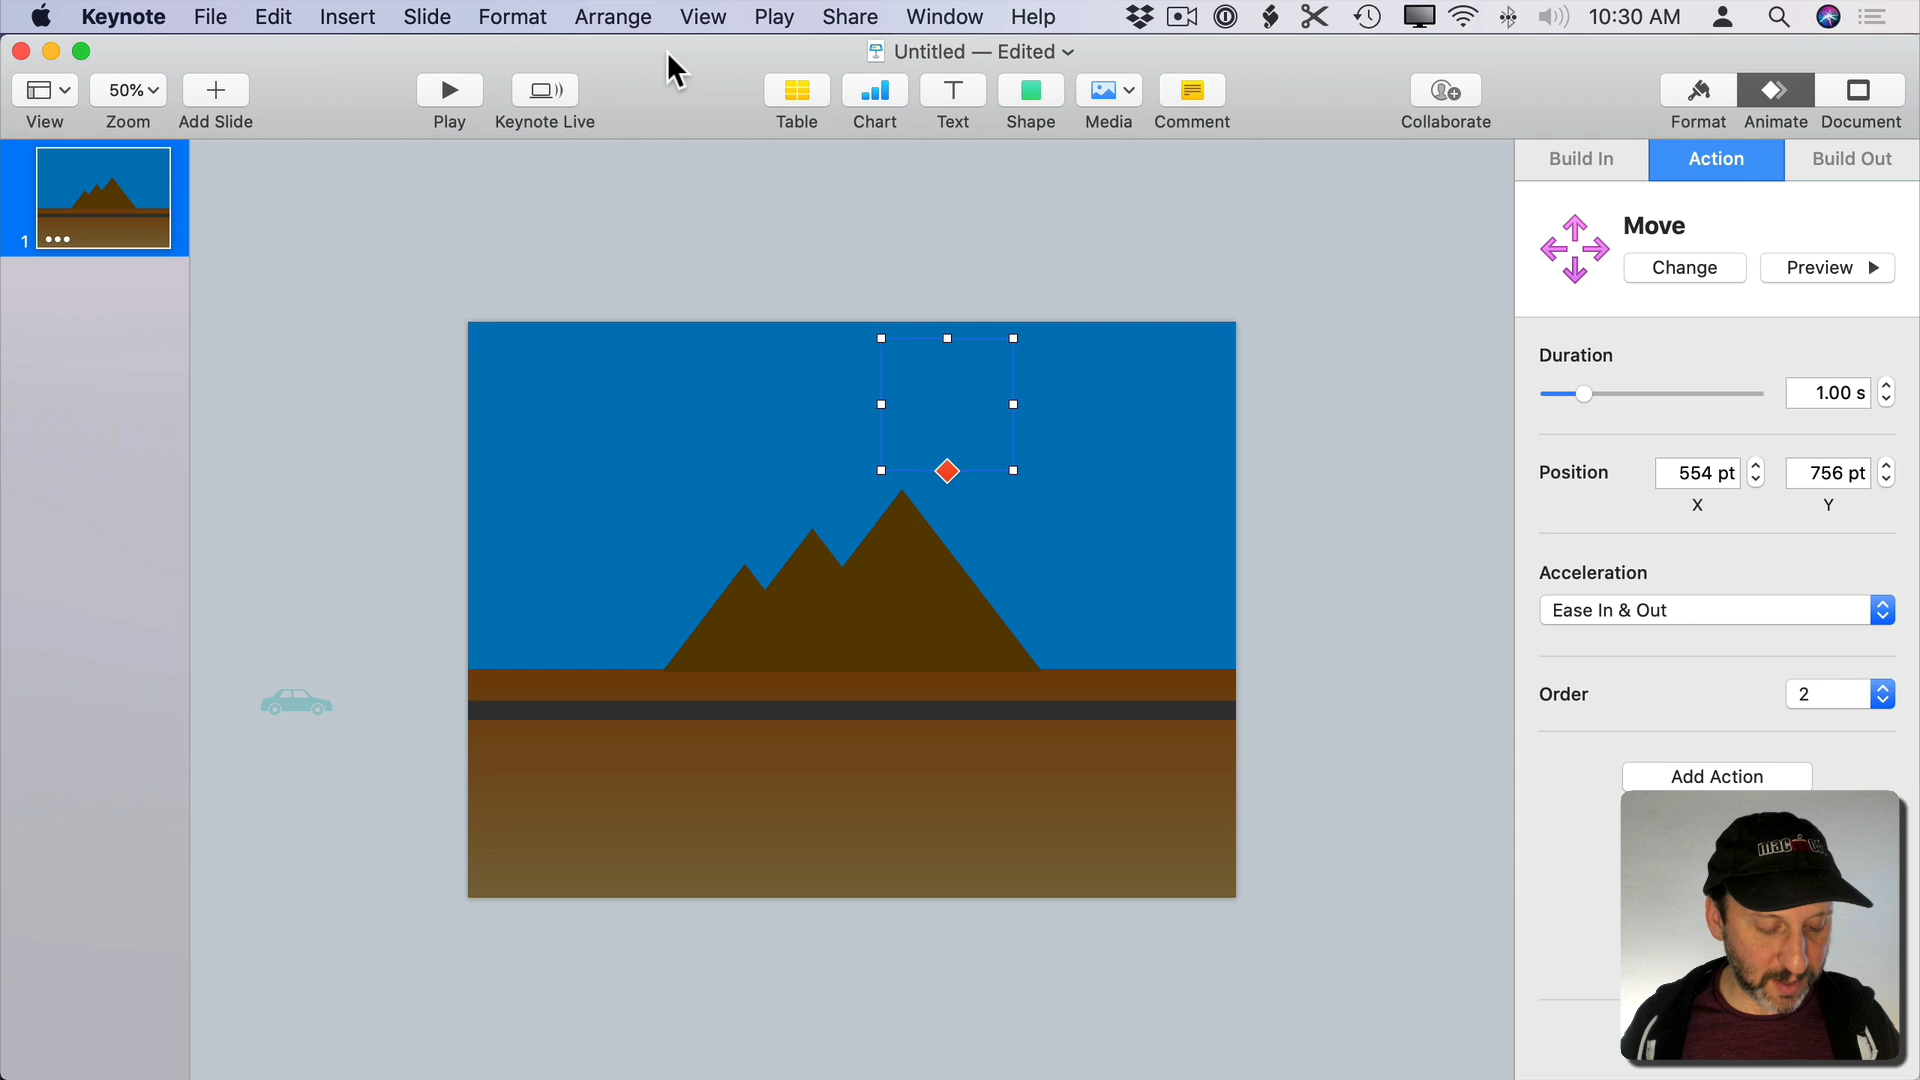 Keynote File Edit Insert Slide Format Arrange View Play Share Window Help 10:30 AM
Untitled — Edited
50%
View Zoom Add Slide Play Keynote Live Table Chart Text Shape Media Comment Collaborate Format Animate Document
Build In Action Build Out
Move
Change Preview
Duration
1.00 s
Position 554 pt 756 pt
X Y
Acceleration
Ease In & Out
Order 2
Add Action
1